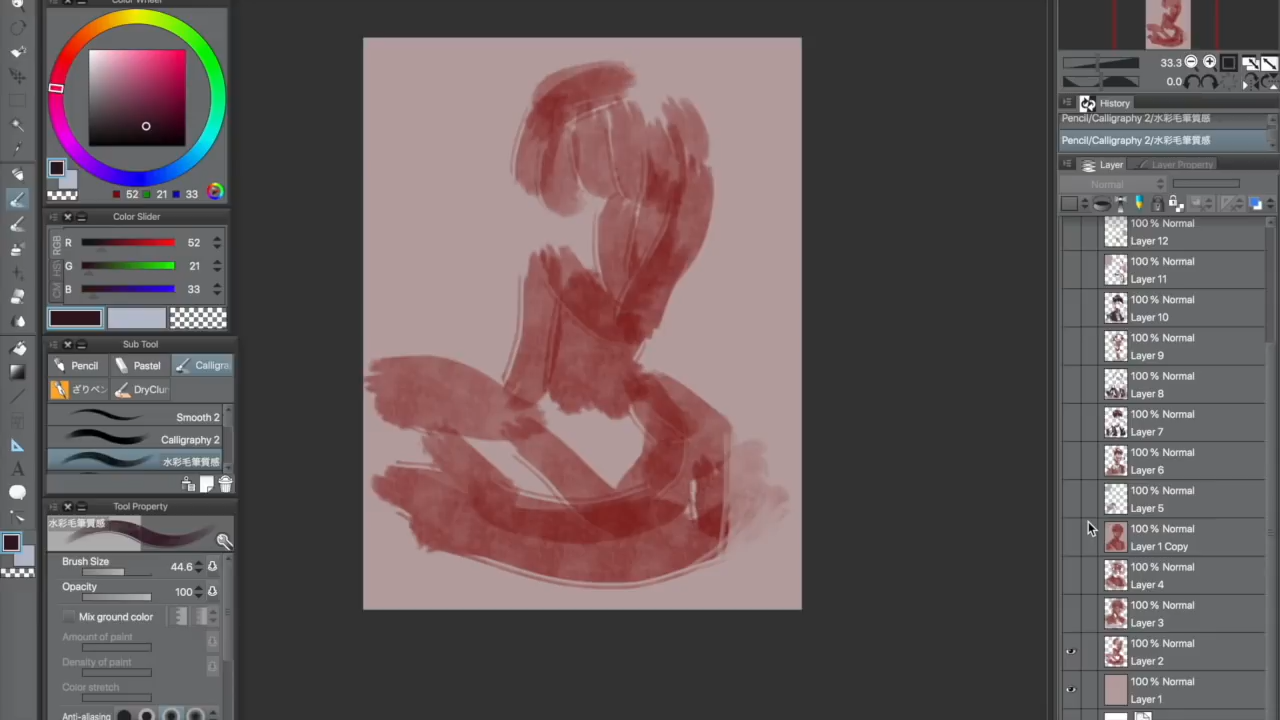 Color Wheel
52 21 33
Color Slider
RGB
HSV
CM
R 52
G 21
B 33
Sub Tool
Pencil Pastel Calligra
ざりペン DryClun
Smooth 2
Calligraphy 2
水彩毛筆質感
Tool Property
水彩毛筆質感
Brush Size 44.6
Opacity 100
Mix ground color
Amount of paint
Density of paint
Color stretch
Anti-aliasing
33.3
0.0
History
Pencil/Calligraphy 2/水彩毛筆質感
Pencil/Calligraphy 2/水彩毛筆質感
Layer Layer Property
Normal
100 % Normal
Layer 12
100 % Normal
Layer 11
100 % Normal
Layer 10
100 % Normal
Layer 9
100 % Normal
Layer 8
100 % Normal
Layer 7
100 % Normal
Layer 6
100 % Normal
Layer 5
100 % Normal
Layer 1 Copy
100 % Normal
Layer 4
100 % Normal
Layer 3
100 % Normal
Layer 2
100 % Normal
Layer 1